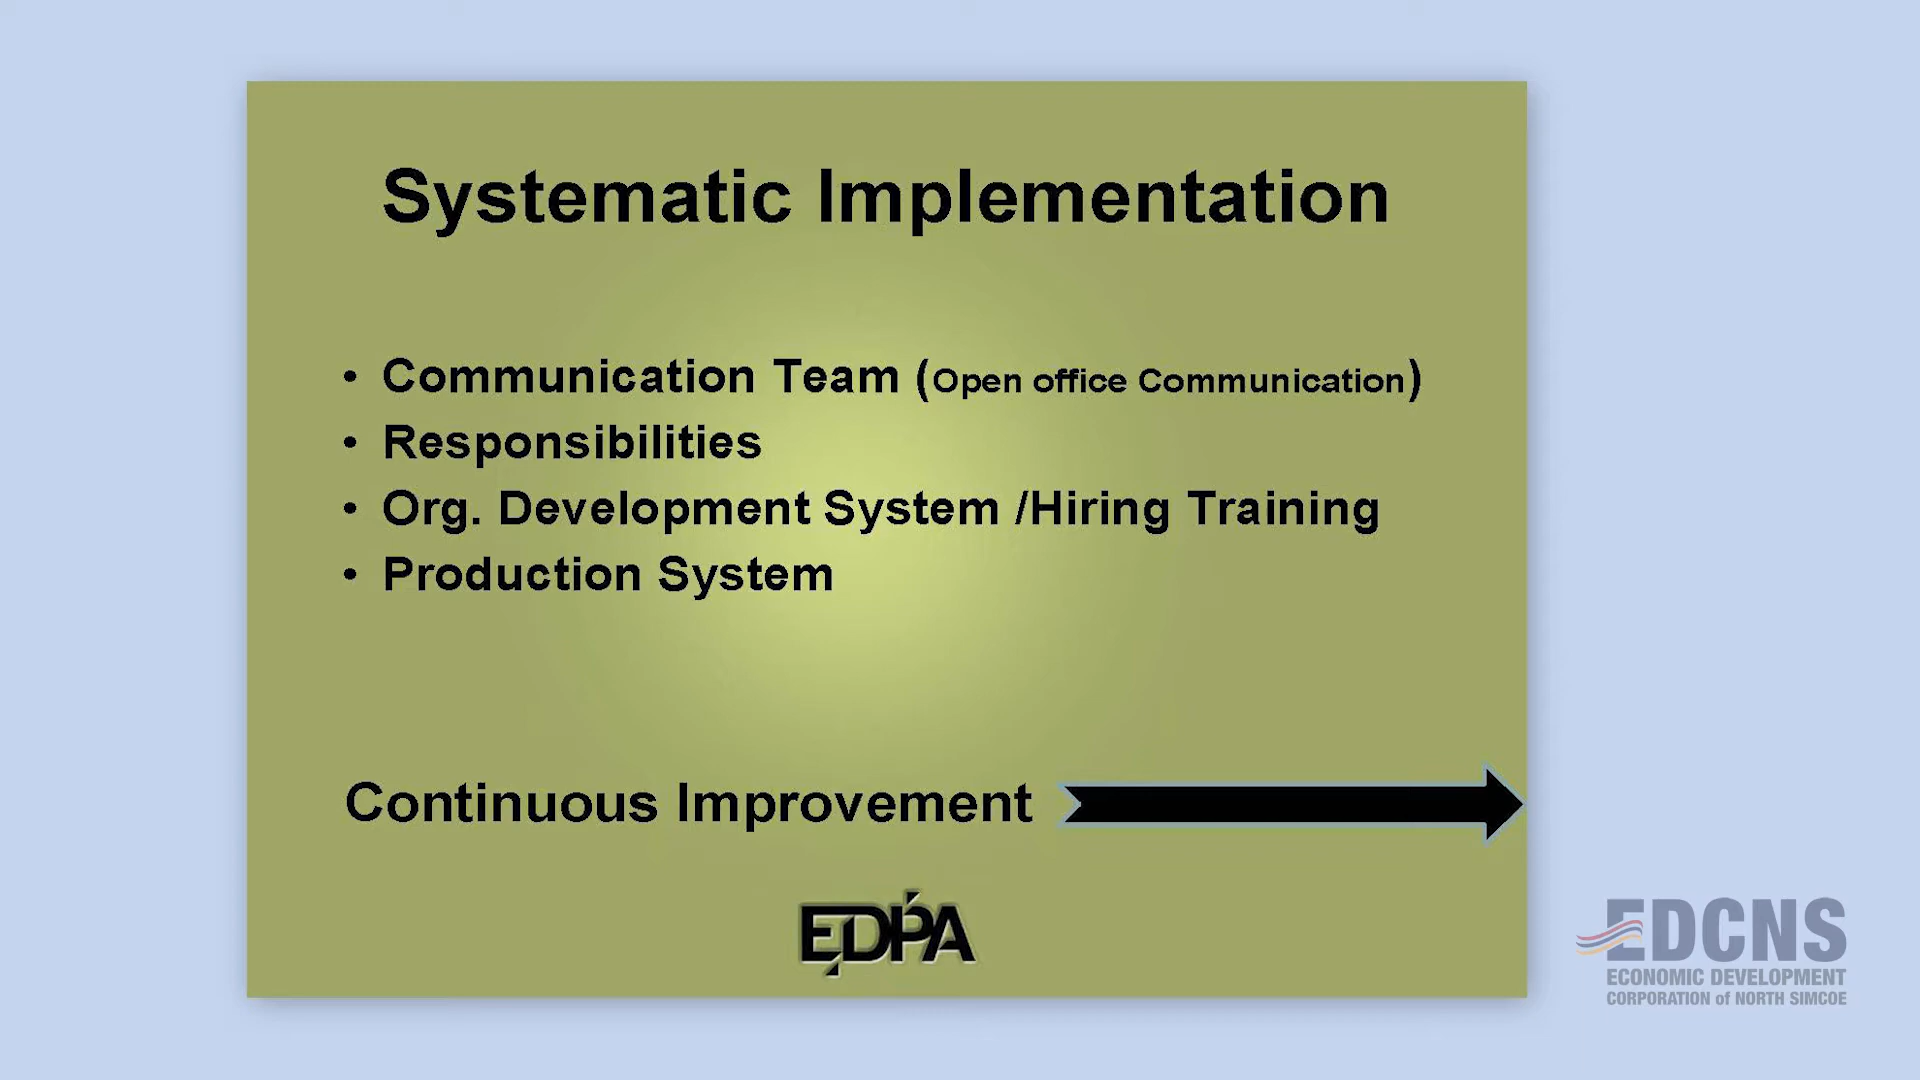 Systematic Implementation
• Communication Team (Open office Communication)
• Responsibilities
• Org. Development System /Hiring Training
• Production System
Continuous Improvement
EDPA
EDCNS
ECONOMIC DEVELOPMENT
CORPORATION of NORTH SIMCOE